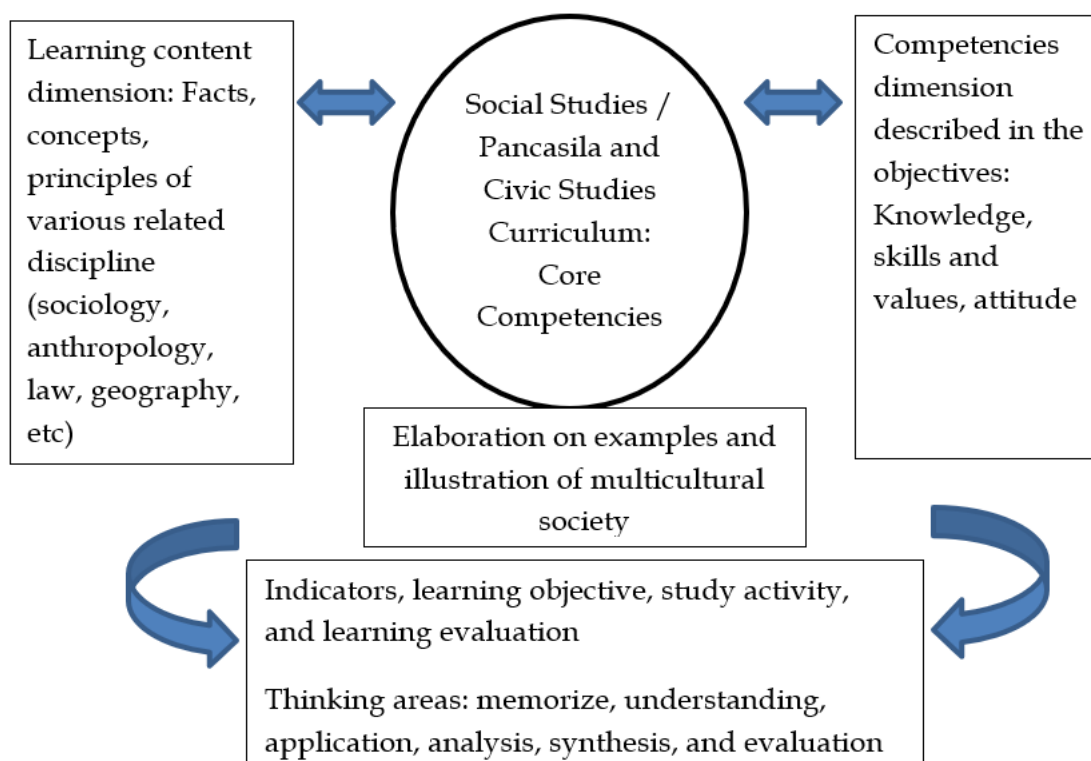 Learning content
dimension: Facts,
concepts,
principles of
various related
discipline
(sociology,
anthropology,
law, geography,
etc)
Social Studies /
Pancasila and
Civic Studies
Curriculum:
Core
Competencies
Competencies
dimension
described in the
objectives:
Knowledge,
skills and
values, attitude
Elaboration on examples and
illustration of multicultural
society
Indicators, learning objective, study activity,
and learning evaluation
Thinking areas: memorize, understanding,
application, analysis, synthesis, and evaluation